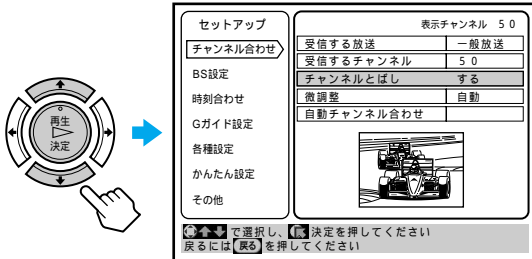 再生
決定
セットアップ
チャンネル合わせ
BS設定
時刻合わせ
Gガイド設定
各種設定
かんたん設定
その他
表示チャンネル 50
受信する放送 一般放送
受信するチャンネル 50
チャンネルとばし する
微調整 自動
自動チャンネル合わせ
で選択し、 決定を押してください
戻るには 戻る を押してください